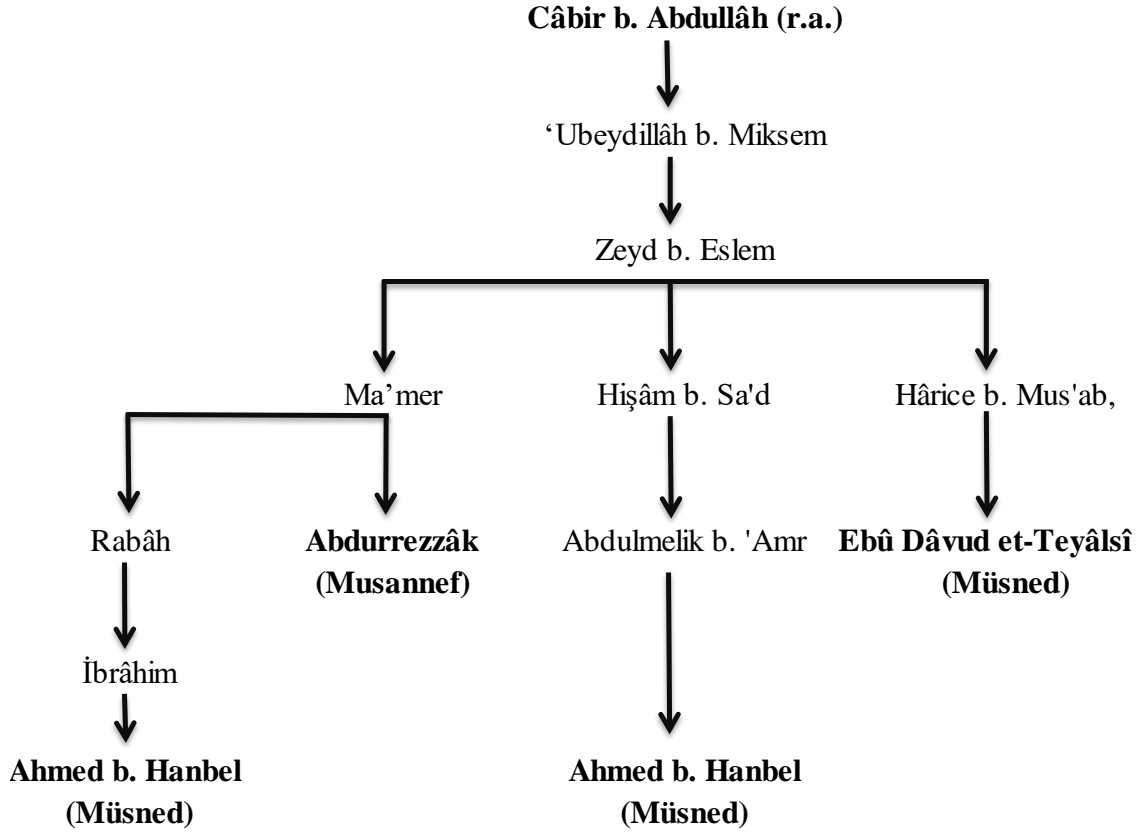 Câbir b. Abdullâh (r.a.)
‘Ubeydillâh b. Miksem
Zeyd b. Eslem
Ma’mer
Hişâm b. Sa'd
Hârice b. Mus'ab,
Rabâh
Abdurrezzâk
(Musannef)
Abdulmelik b. 'Amr
Ebû Dâvud et-Teyâlsî
(Müsned)
İbrâhim
Ahmed b. Hanbel
(Müsned)
Ahmed b. Hanbel
(Müsned)